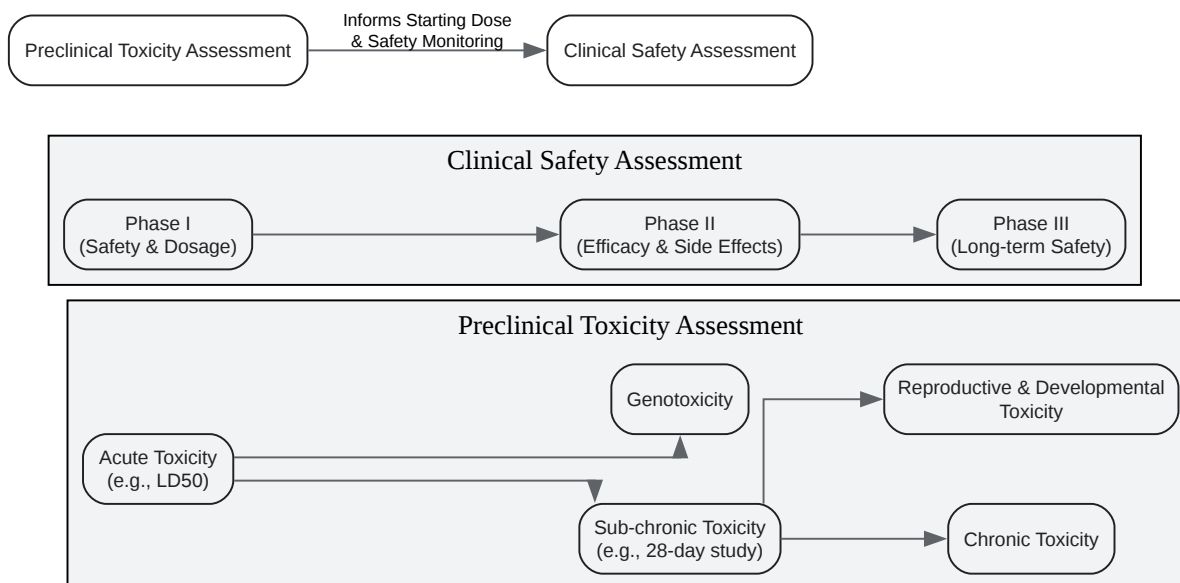 Preclinical Toxicity Assessment
Informs Starting Dose
& Safety Monitoring
Clinical Safety Assessment
Clinical Safety Assessment
Phase I
(Safety & Dosage)
Phase II
(Efficacy & Side Effects)
Phase III
(Long-term Safety)
Preclinical Toxicity Assessment
Acute Toxicity
(e.g., LD50)
Genotoxicity
Sub-chronic Toxicity
(e.g., 28-day study)
Reproductive & Developmental
Toxicity
Chronic Toxicity